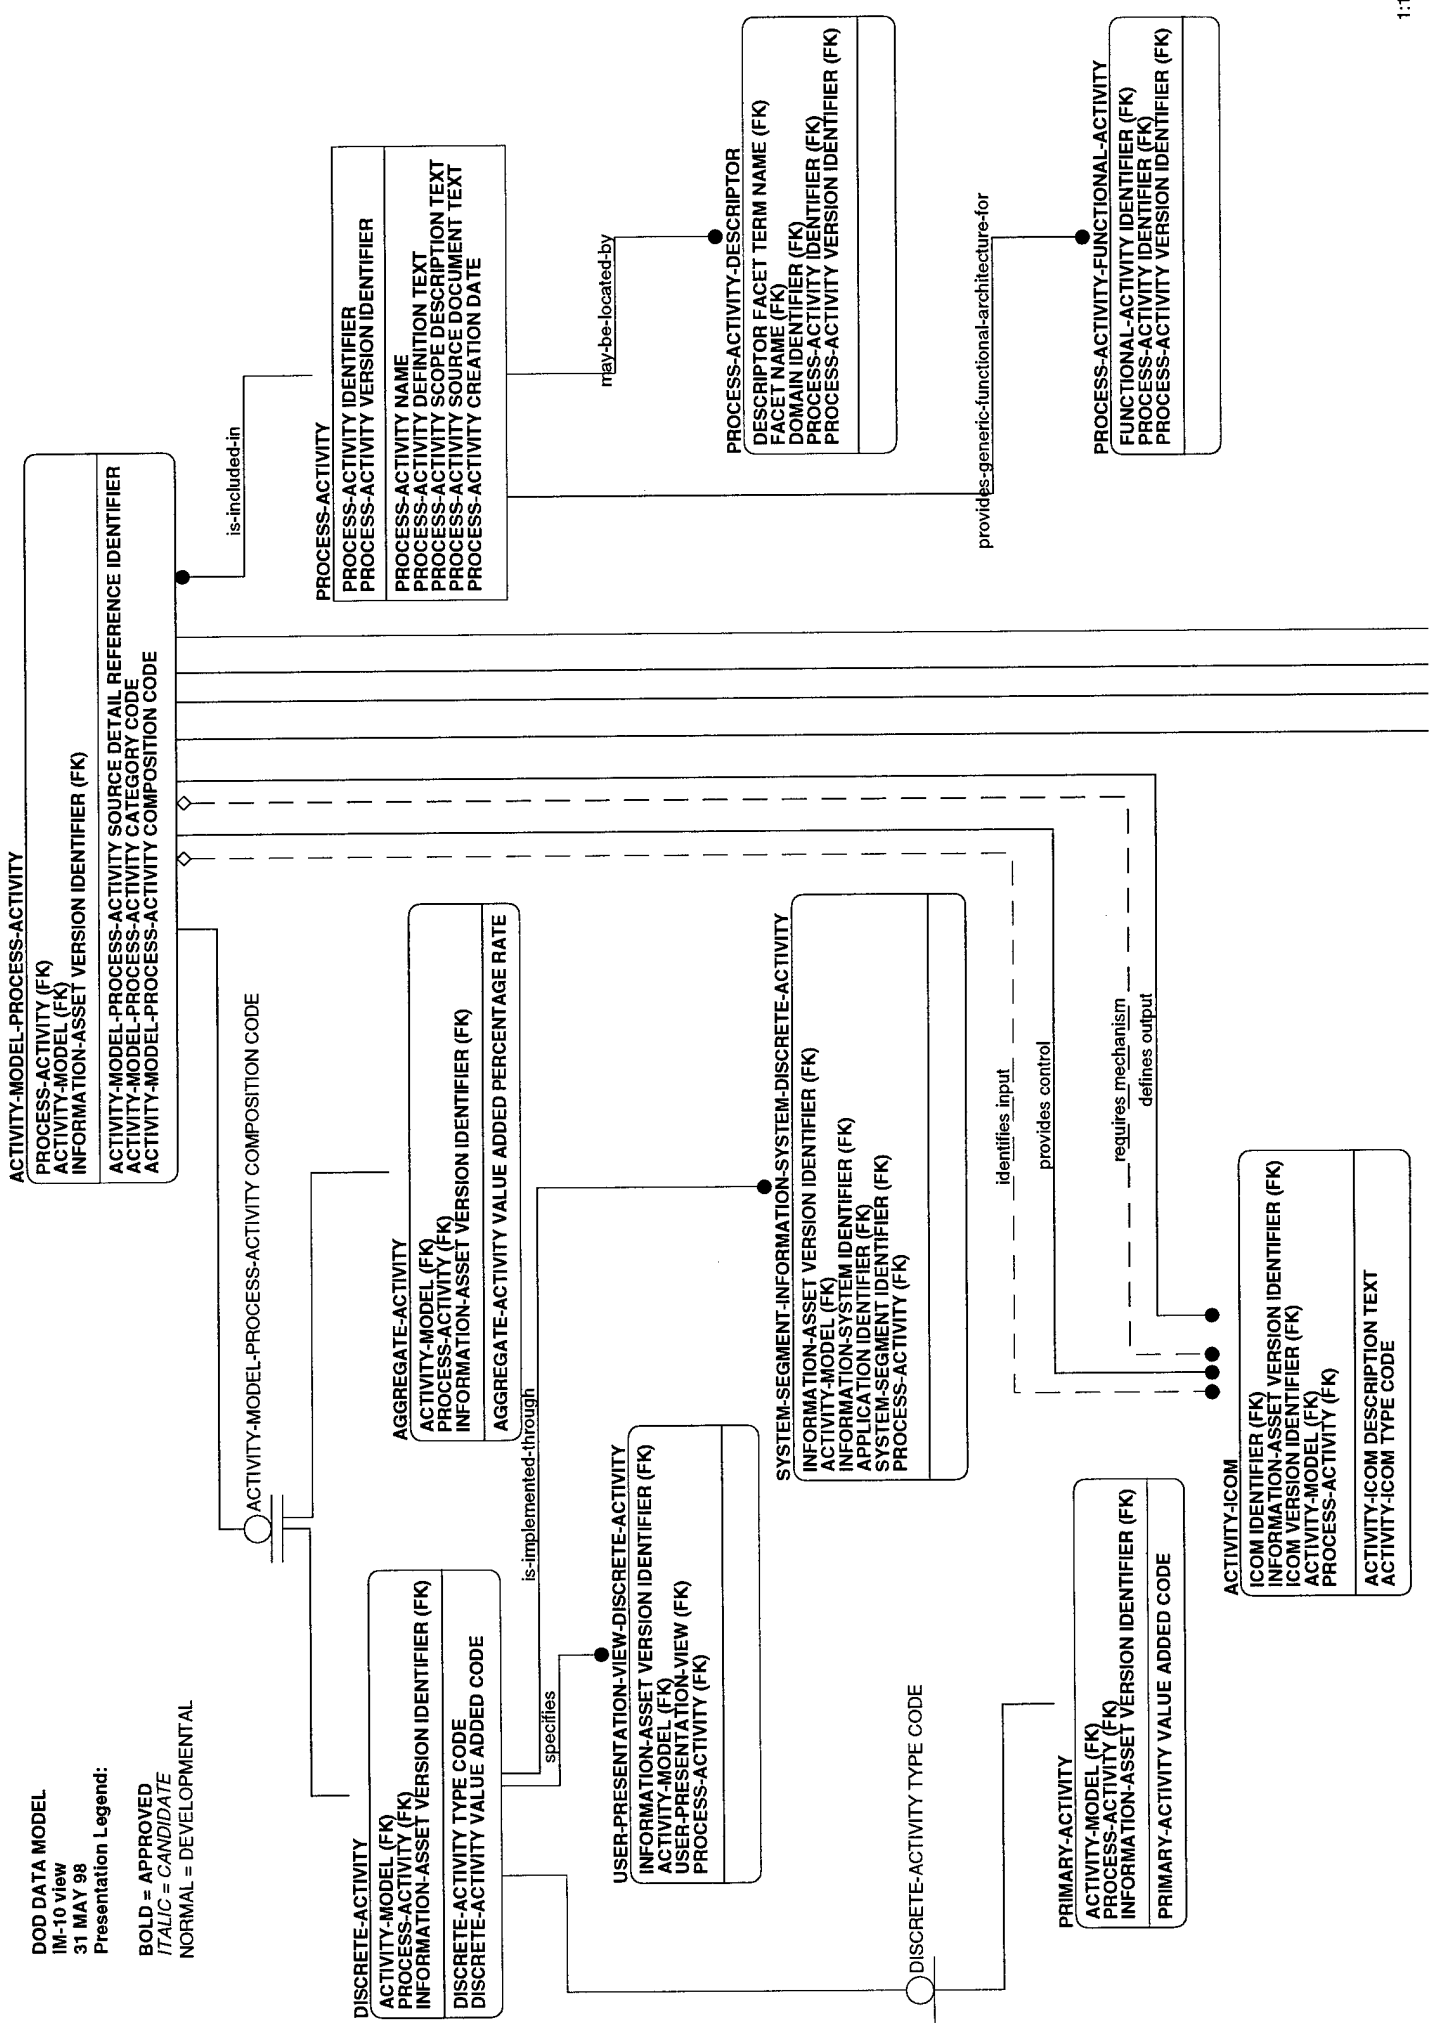 DOD DATA MODEL
IM-10 view
31 MAY 98
Presentation Legend:
BOLD = APPROVED
ITALIC = CANDIDATE
NORMAL = DEVELOPMENTAL
ACTIVITY-MODEL-PROCESS-ACTIVITY
PROCESS-ACTIVITY (FK)
ACTIVITY-MODEL (FK)
INFORMATION-ASSET VERSION IDENTIFIER (FK)
ACTIVITY-MODEL-PROCESS-ACTIVITY SOURCE DETAIL REFERENCE IDENTIFIER
ACTIVITY-MODEL-PROCESS-ACTIVITY CATEGORY CODE
ACTIVITY-MODEL-PROCESS-ACTIVITY COMPOSITION CODE
is-included-in
ACTIVITY-MODEL-PROCESS-ACTIVITY COMPOSITION CODE
PROCESS-ACTIVITY
PROCESS-ACTIVITY IDENTIFIER
PROCESS-ACTIVITY VERSION IDENTIFIER
PROCESS-ACTIVITY NAME
PROCESS-ACTIVITY DEFINITION TEXT
PROCESS-ACTIVITY SCOPE DESCRIPTION TEXT
PROCESS-ACTIVITY SOURCE DOCUMENT TEXT
PROCESS-ACTIVITY CREATION DATE
DISCRETE-ACTIVITY
ACTIVITY-MODEL (FK)
PROCESS-ACTIVITY (FK)
INFORMATION-ASSET VERSION IDENTIFIER (FK)
DISCRETE-ACTIVITY TYPE CODE
DISCRETE-ACTIVITY VALUE ADDED CODE
AGGREGATE-ACTIVITY
ACTIVITY-MODEL (FK)
PROCESS-ACTIVITY (FK)
INFORMATION-ASSET VERSION IDENTIFIER (FK)
AGGREGATE-ACTIVITY VALUE ADDED PERCENTAGE RATE
is-implemented-through
specifies
may-be-located-by
USER-PRESENTATION-VIEW-DISCRETE-ACTIVITY
INFORMATION-ASSET VERSION IDENTIFIER (FK)
ACTIVITY-MODEL (FK)
USER-PRESENTATION-VIEW (FK)
PROCESS-ACTIVITY (FK)
PROCESS-ACTIVITY-DESCRIPTOR
DESCRIPTOR FACET TERM NAME (FK)
FACET NAME (FK)
DOMAIN IDENTIFIER (FK)
PROCESS-ACTIVITY IDENTIFIER (FK)
PROCESS-ACTIVITY VERSION IDENTIFIER (FK)
SYSTEM-SEGMENT-INFORMATION-SYSTEM-DISCRETE-ACTIVITY
INFORMATION-ASSET VERSION IDENTIFIER (FK)
ACTIVITY-MODEL (FK)
INFORMATION-SYSTEM IDENTIFIER (FK)
APPLICATION IDENTIFIER (FK)
SYSTEM-SEGMENT IDENTIFIER (FK)
PROCESS-ACTIVITY (FK)
DISCRETE-ACTIVITY TYPE CODE
provides-generic-functional-architecture-for
identifies input
provides control
requires mechanism
defines output
PRIMARY-ACTIVITY
ACTIVITY-MODEL (FK)
PROCESS-ACTIVITY (FK)
INFORMATION-ASSET VERSION IDENTIFIER (FK)
PRIMARY-ACTIVITY VALUE ADDED CODE
PROCESS-ACTIVITY-FUNCTIONAL-ACTIVITY
FUNCTIONAL-ACTIVITY IDENTIFIER (FK)
PROCESS-ACTIVITY IDENTIFIER (FK)
PROCESS-ACTIVITY VERSION IDENTIFIER (FK)
ACTIVITY-ICOM
ICOM IDENTIFIER (FK)
INFORMATION-ASSET VERSION IDENTIFIER (FK)
ICOM VERSION IDENTIFIER (FK)
ACTIVITY-MODEL (FK)
PROCESS-ACTIVITY (FK)
ACTIVITY-ICOM DESCRIPTION TEXT
ACTIVITY-ICOM TYPE CODE
1:1